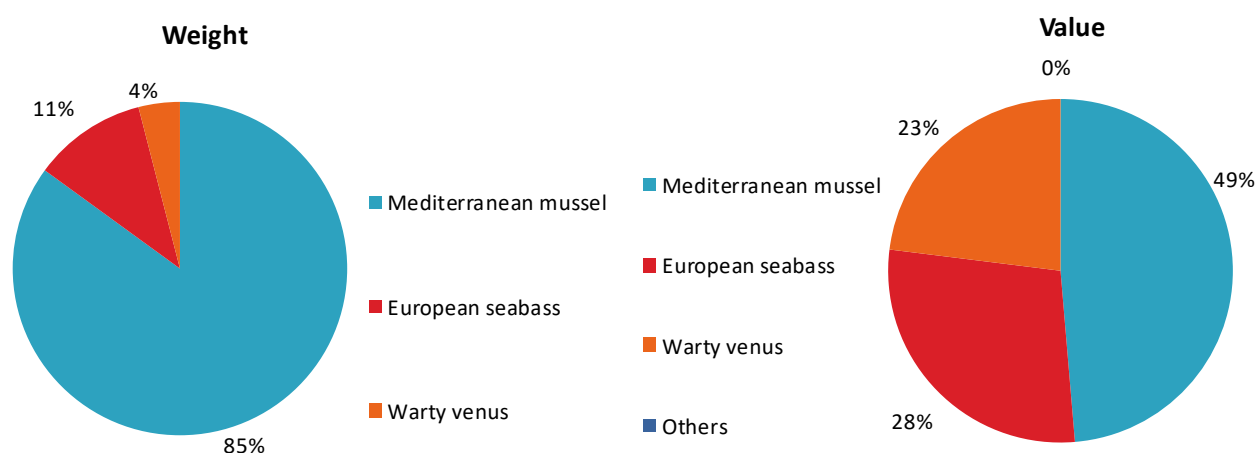 Weight
4%
11%
Mediterranean mussel
European seabass
Warty venus
85%
Value
0%
23%
49%
Mediterranean mussel
European seabass
Warty venus
Others
28%